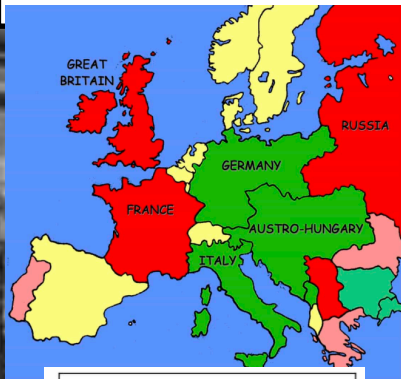 GREAT
BRITAIN
RUSSIA
GERMANY
FRANCE
AUSTRO-HUNGARY
ITALY